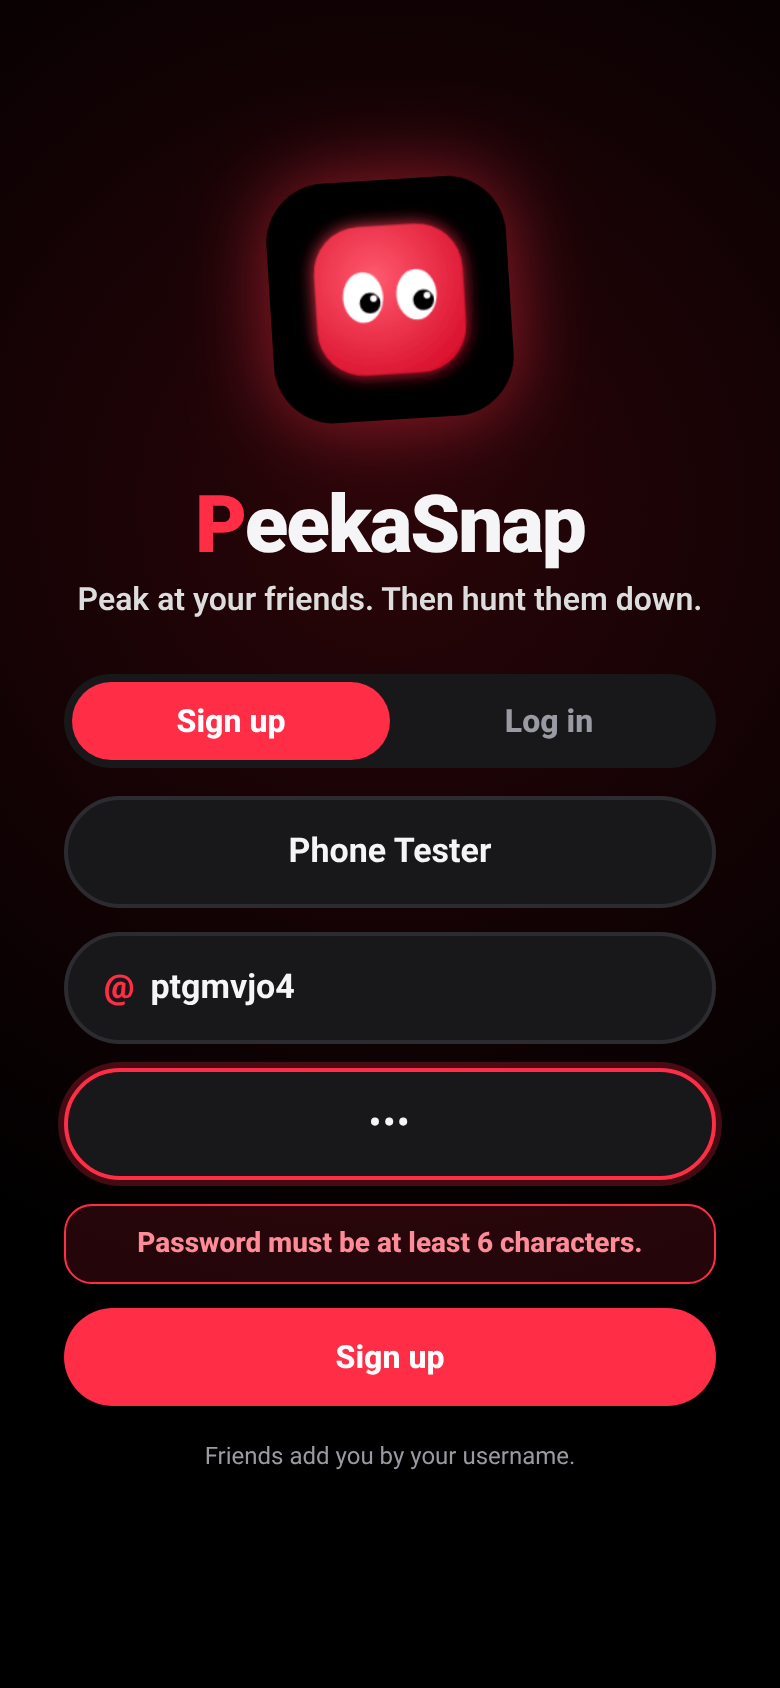 PeekaSnap
Peak at your friends. Then hunt them down.
Sign up Log in
Phone Tester
@ ptgmvjo4
•••
Password must be at least 6 characters.
Sign up
Friends add you by your username.